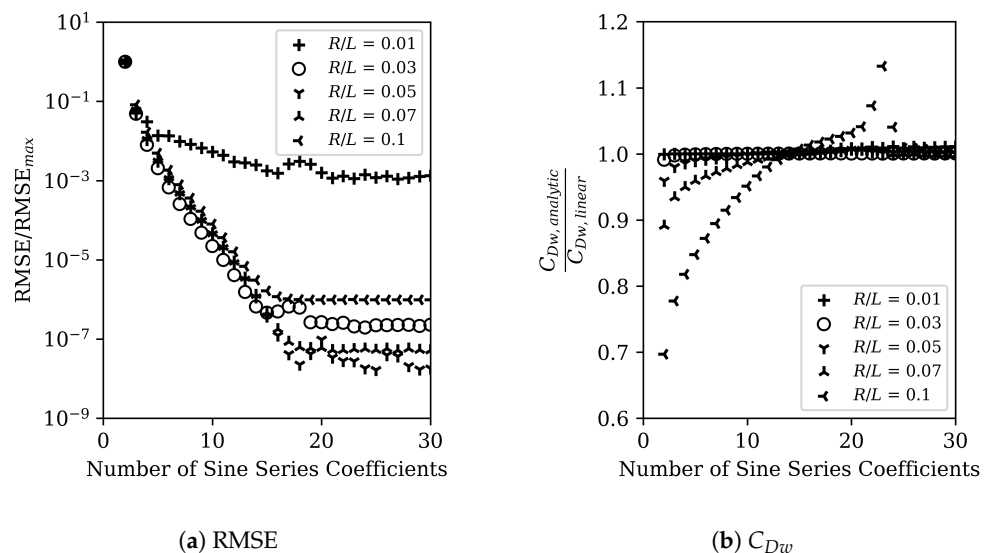 10^1
10^-1
10^-3
10^-5
10^-7
10^-9
RMSE/RMSE_max
R/L = 0.01
R/L = 0.03
R/L = 0.05
R/L = 0.07
R/L = 0.1
0 10 20 30
Number of Sine Series Coefficients
(a) RMSE
1.2
1.1
1.0
0.9
0.8
0.7
0.6
C_Dw, analytic
C_Dw, linear
R/L = 0.01
R/L = 0.03
R/L = 0.05
R/L = 0.07
R/L = 0.1
0 10 20 30
Number of Sine Series Coefficients
(b) C_Dw